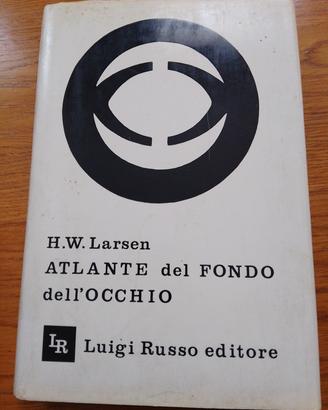 H.W. Larsen
ATLANTE del FONDO
dell'OCCHIO
LR Luigi Russo editore